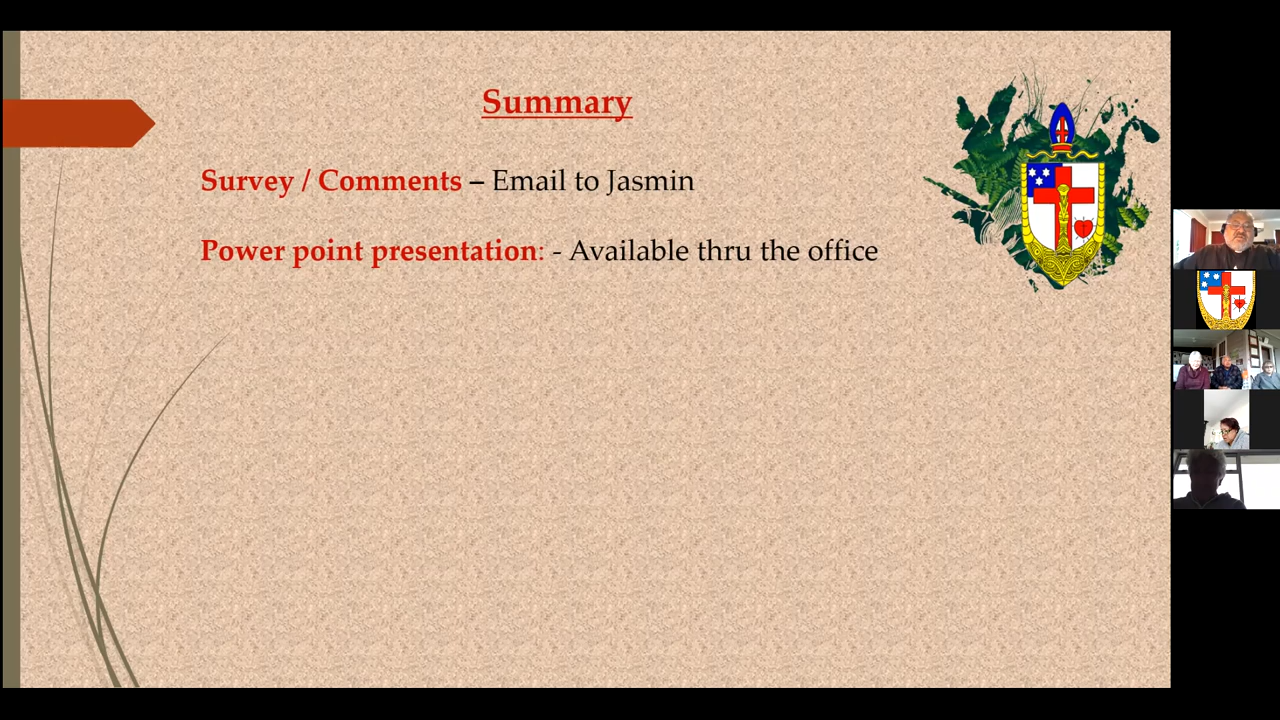 Summary
Survey / Comments – Email to Jasmin
Power point presentation: - Available thru the office